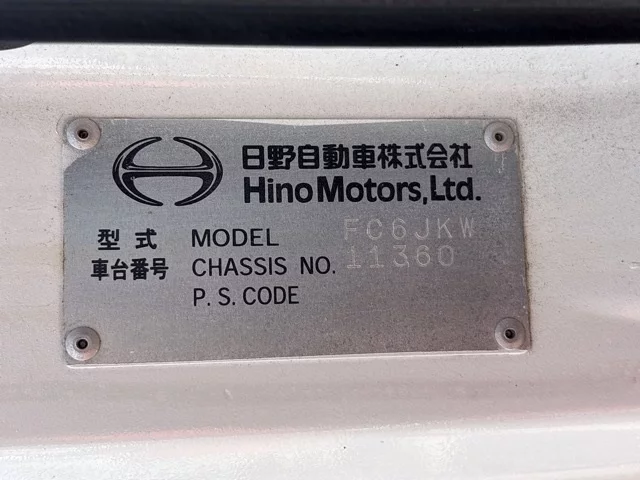 日野自動車株式会社
Hino Motors, Ltd.
型式 MODEL FC6JKW
車台番号 CHASSIS NO. 11360
P. S. CODE